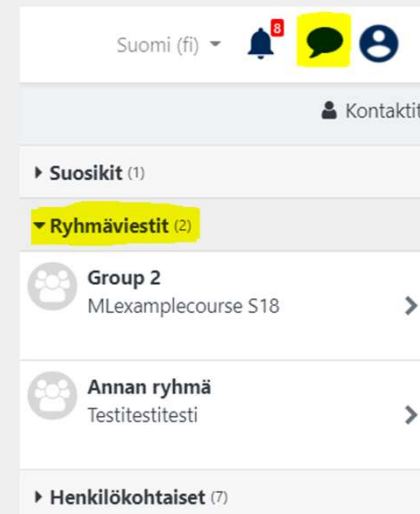 Suomi (fi)
8
Kontaktit
Suosikit (1)
Ryhmäviestit (2)
Group 2
MLexamplecourse S18
Annan ryhmä
Testitestitesti
Henkilökohtaiset (7)